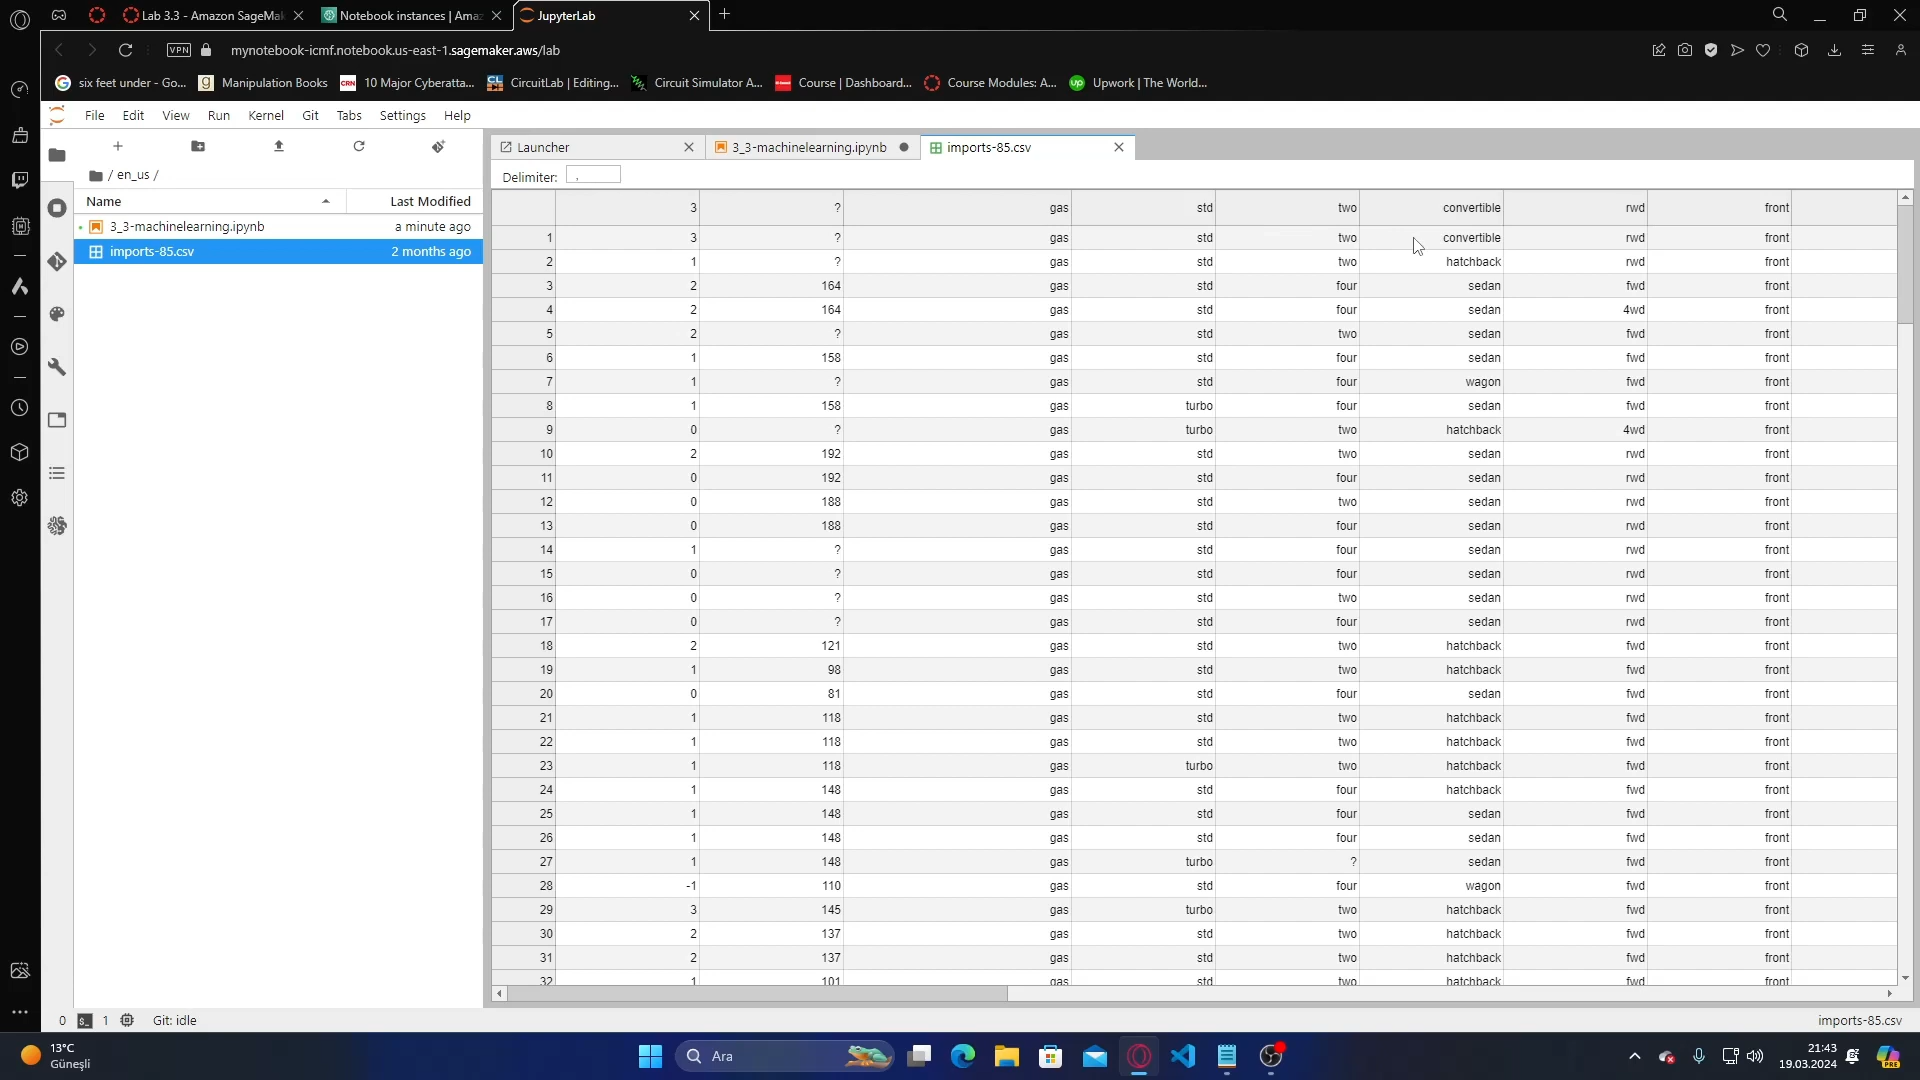 Lab 3.3 - Amazon SageMa
Notebook instances | Amaz
JupyterLab
VPN
mynotebook-icmf.notebook.us-east-1.sagemaker.aws/lab
six feet under - Go...
Manipulation Books
CRN
10 Major Cyberatta...
CL
CircuitLab | Editing...
Circuit Simulator A...
Course | Dashboard...
Course Modules: A...
up
Upwork | The World...
File Edit View Run Kernel Git Tabs Settings Help
/ en_us /
Name Last Modified
3_3-machinelearning.ipynb a minute ago
imports-85.csv 2 months ago
Launcher
3_3-machinelearning.ipynb
imports-85.csv
Delimiter: ,
3 ? gas std two convertible rwd front
1 3 ? gas std two convertible rwd front
2 1 ? gas std two hatchback rwd front
3 2 164 gas std four sedan fwd front
4 2 164 gas std four sedan 4wd front
5 2 ? gas std two sedan fwd front
6 1 158 gas std four sedan fwd front
7 1 ? gas std four wagon fwd front
8 1 158 gas turbo four sedan fwd front
9 0 ? gas turbo two hatchback 4wd front
10 2 192 gas std two sedan rwd front
11 0 192 gas std four sedan rwd front
12 0 188 gas std two sedan rwd front
13 0 188 gas std four sedan rwd front
14 1 ? gas std four sedan rwd front
15 0 ? gas std four sedan rwd front
16 0 ? gas std two sedan rwd front
17 0 ? gas std four sedan rwd front
18 2 121 gas std two hatchback fwd front
19 1 98 gas std two hatchback fwd front
20 0 81 gas std four sedan fwd front
21 1 118 gas std two hatchback fwd front
22 1 118 gas std two hatchback fwd front
23 1 118 gas turbo two hatchback fwd front
24 1 148 gas std four hatchback fwd front
25 1 148 gas std four sedan fwd front
26 1 148 gas std four sedan fwd front
27 1 148 gas turbo ? sedan fwd front
28 -1 110 gas std four wagon fwd front
29 3 145 gas turbo two hatchback fwd front
30 2 137 gas std two hatchback fwd front
31 2 137 gas std two hatchback fwd front
32 1 101 gas std two hatchback fwd front
0 1 Git: idle imports-85.csv
13°C
Güneşli
Ara
21:43
19.03.2024
PRE